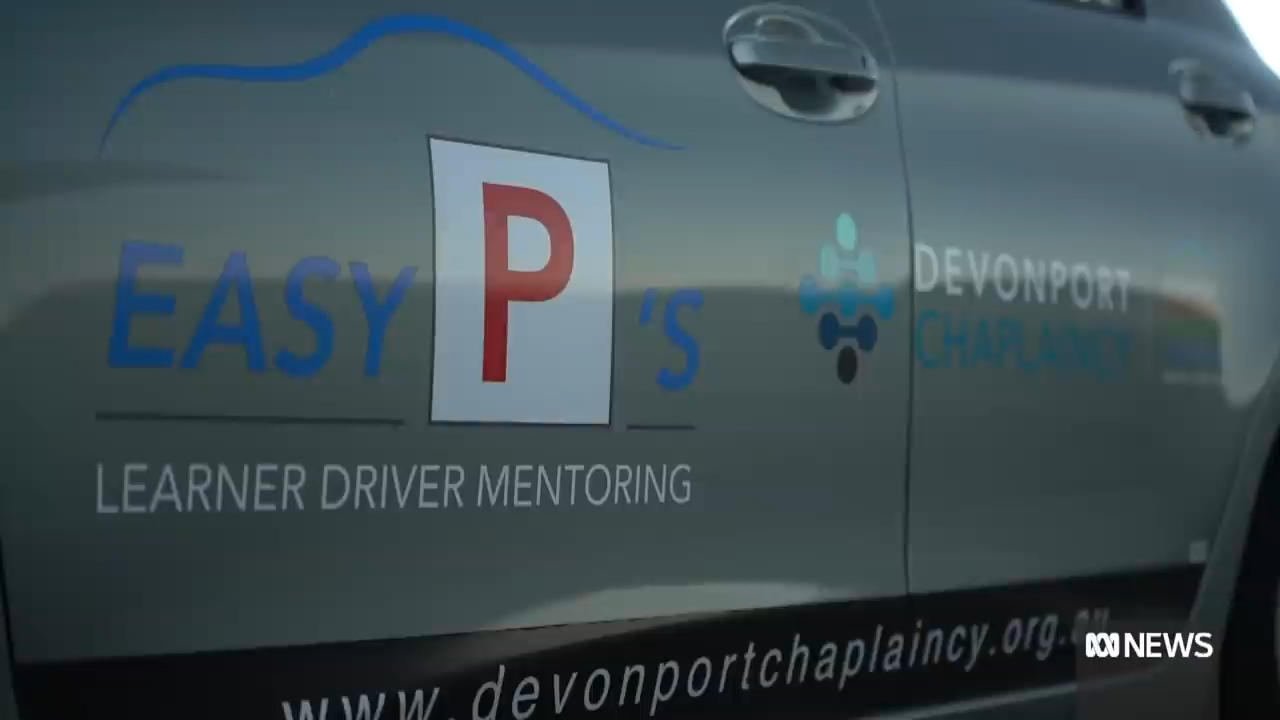 EASY P'S
LEARNER DRIVER MENTORING
DEVONPORT
CHAPLAINCY
www.devonportchaplaincy.org.au
NEWS